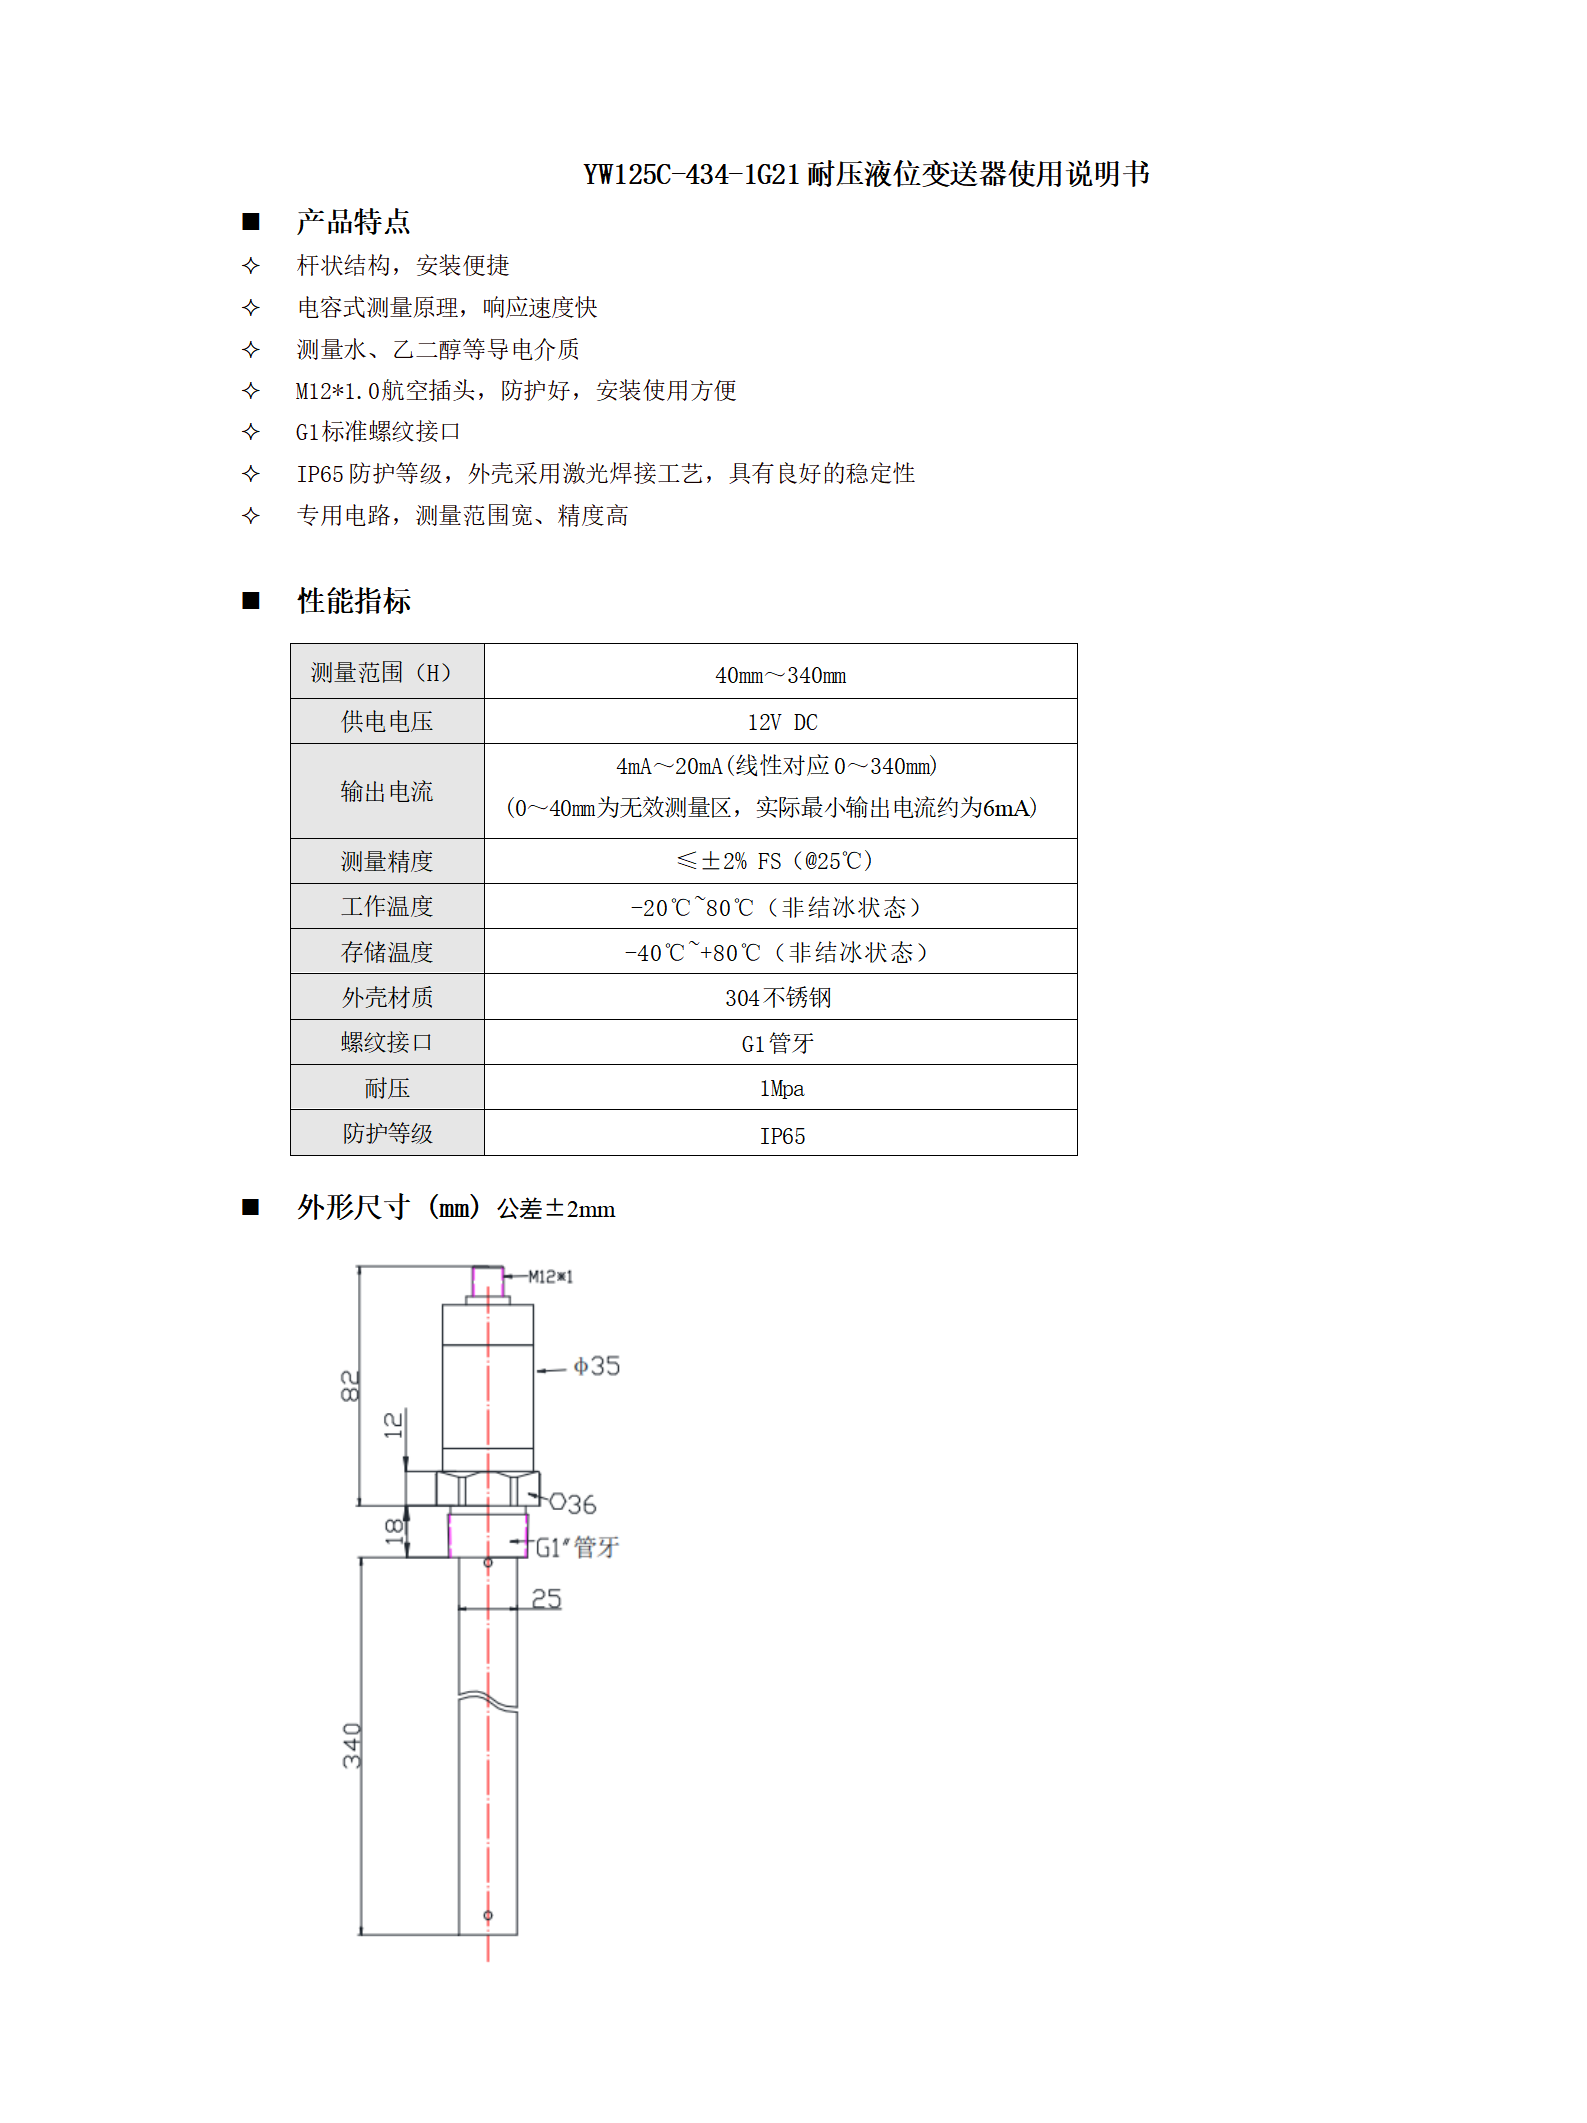 YW125C-434-1G21耐压液位变送器使用说明书
■ 产品特点
✧ 杆状结构，安装便捷
✧ 电容式测量原理，响应速度快
✧ 测量水、乙二醇等导电介质
✧ M12*1.0航空插头，防护好，安装使用方便
✧ G1标准螺纹接口
✧ IP65防护等级，外壳采用激光焊接工艺，具有良好的稳定性
✧ 专用电路，测量范围宽、精度高
■ 性能指标
测量范围（H） 40mm～340mm
供电电压 12V DC
输出电流 4mA～20mA(线性对应0～340mm)
(0～40mm为无效测量区，实际最小输出电流约为6mA)
测量精度 ≤±2% FS（@25℃)
工作温度 -20℃~80℃（非结冰状态）
存储温度 -40℃~+80℃（非结冰状态）
外壳材质 304不锈钢
螺纹接口 G1管牙
耐压 1Mpa
防护等级 IP65
■ 外形尺寸（mm）公差±2mm
M12*1
ϕ35
82
12
⎔36
18
G1″管牙
25
340